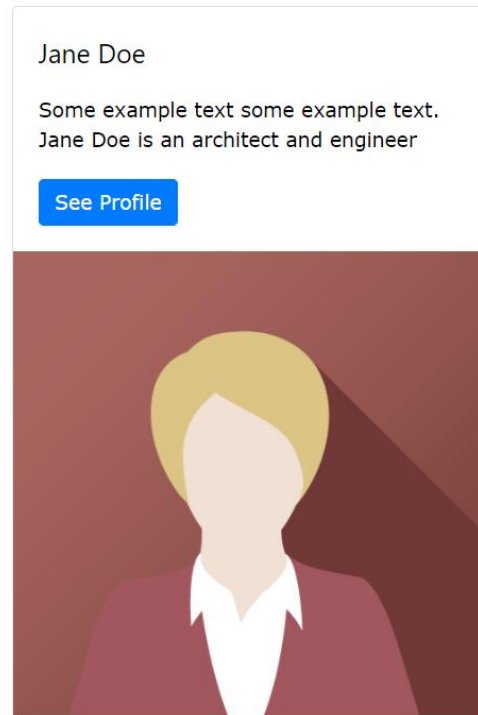 Jane Doe
Some example text some example text.
Jane Doe is an architect and engineer
See Profile